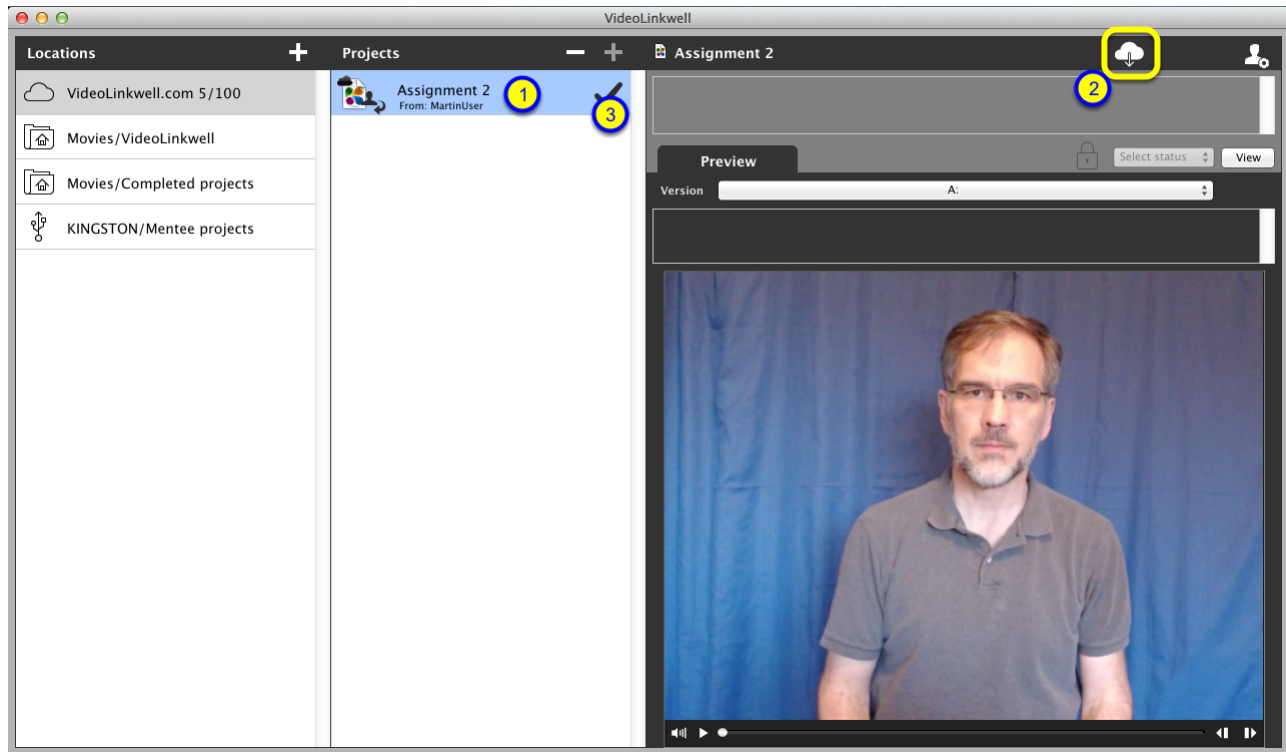 VideoLinkwell
Locations
Projects
Assignment 2
VideoLinkwell.com 5/100
Movies/VideoLinkwell
Movies/Completed projects
KINGSTON/Mentee projects
Assignment 2
From: MartinUser
1
3
2
Preview
Select status
View
Version
A: